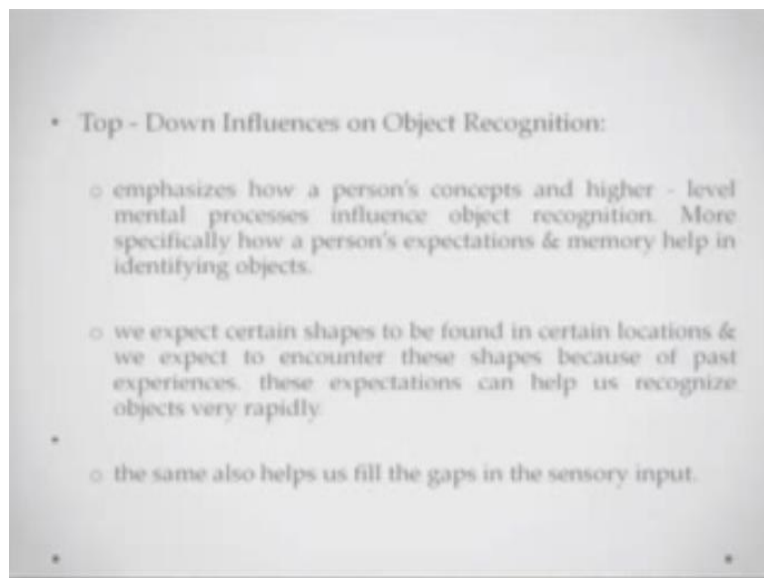 • Top - Down Influences on Object Recognition:
o emphasizes how a person's concepts and higher - level
mental processes influence object recognition. More
specifically how a person's expectations & memory help in
identifying objects.
o we expect certain shapes to be found in certain locations &
we expect to encounter these shapes because of past
experiences. these expectations can help us recognize
objects very rapidly
o the same also helps us fill the gaps in the sensory input.